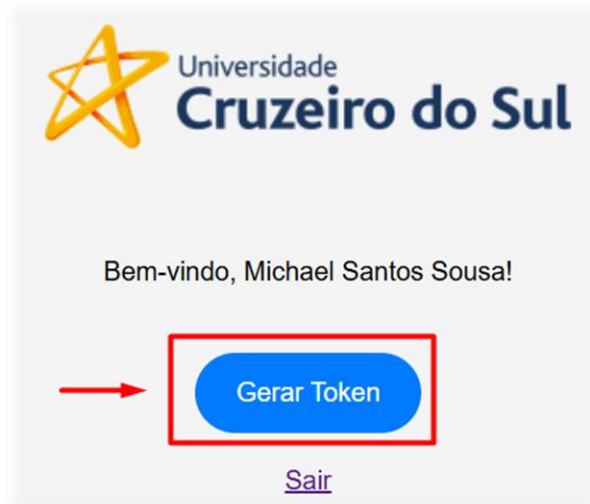 Universidade
Cruzeiro do Sul
Bem-vindo, Michael Santos Sousa!
Gerar Token
Sair